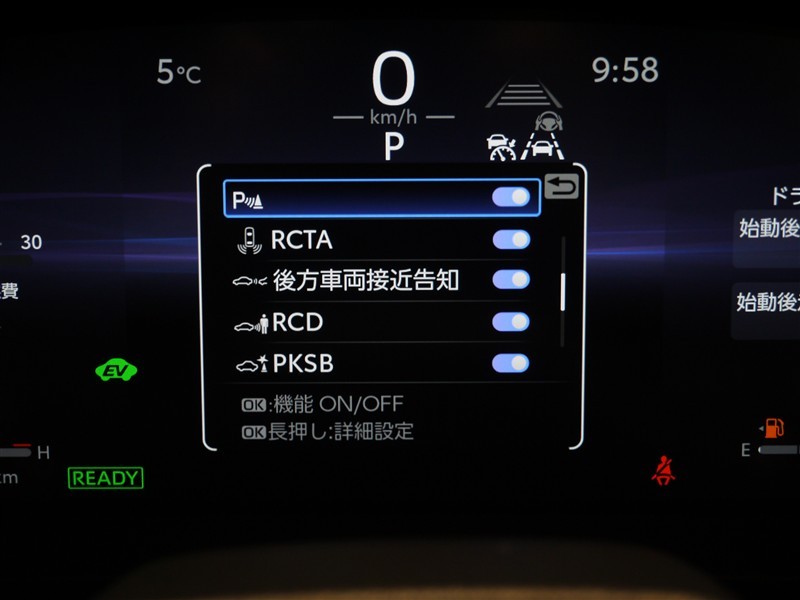 5℃
0
km/h
P
9:58
P
RCTA
後方車両接近告知
RCD
PKSB
OK:機能 ON/OFF
OK長押し:詳細設定
30
費
EV
H
km
READY
ドラ
始動後
始動後
E